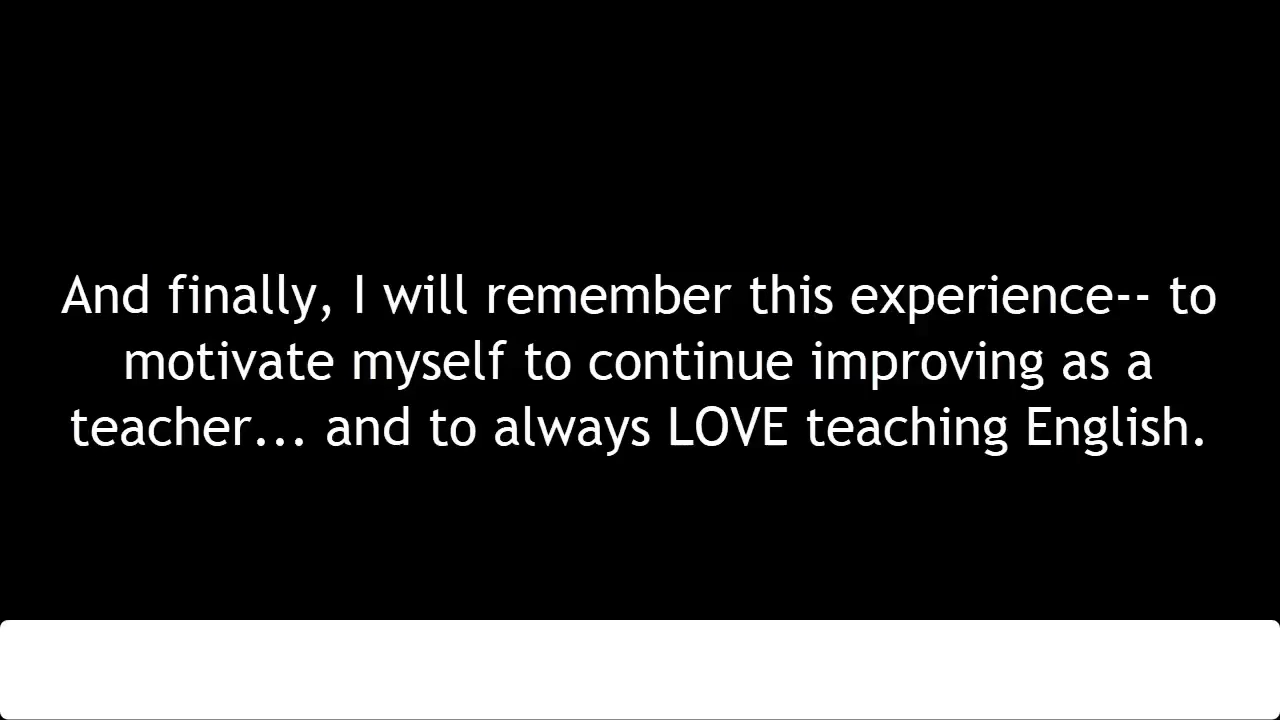 And finally, I will remember this experience-- to
motivate myself to continue improving as a
teacher... and to always LOVE teaching English.